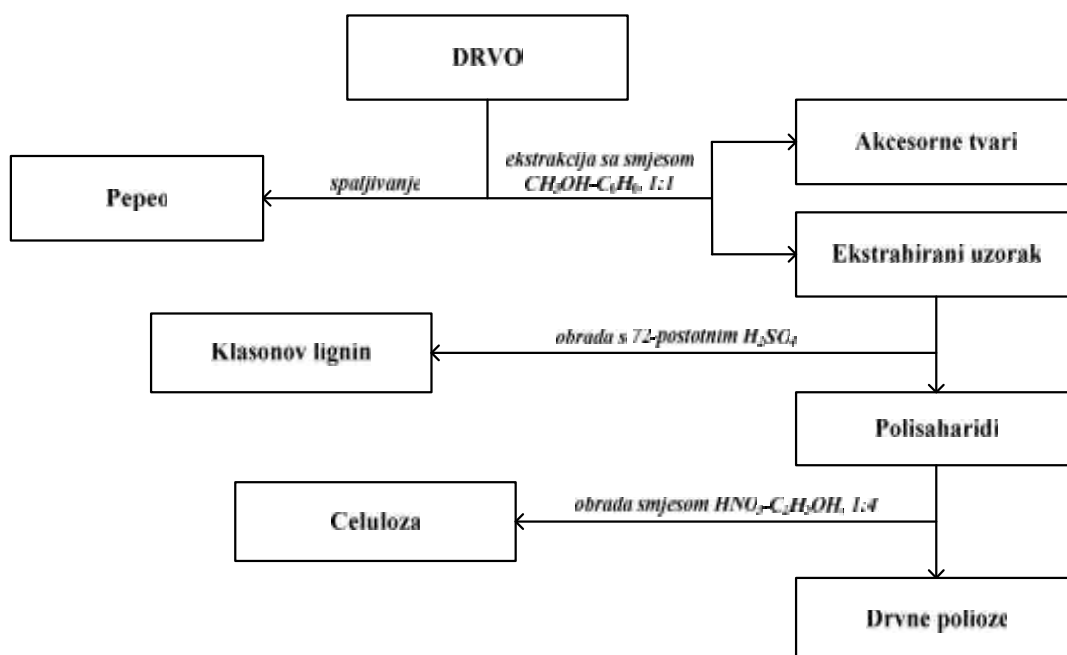 DRVO
Akcesorne tvari
ekstrakcija sa smjesom
CH₃OH-C₆H₆, 1:1
spaljivanje
Pepeo
Ekstrahirani uzorak
obrada s 72-postotnim H₂SO₄
Klasonov lignin
Polisaharidi
obrada smjesom HNO₃-C₂H₅OH, 1:4
Celuloza
Drvne polioze